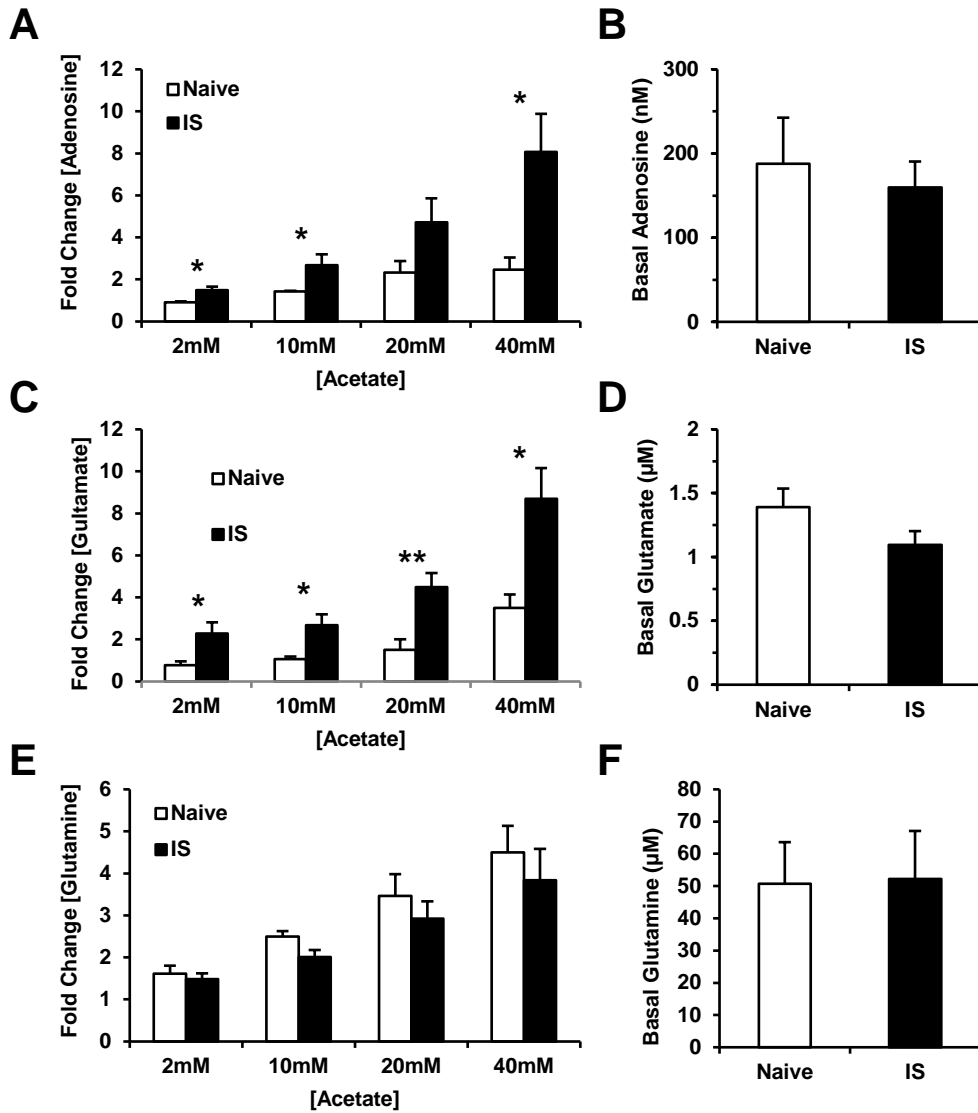 A
Fold Change [Adenosine]
12
10
8
6
4
2
0
Naive
IS
*
*
*
2mM
10mM
20mM
40mM
[Acetate]
B
Basal Adenosine (nM)
300
200
100
0
Naive
IS
C
Fold Change [Gultamate]
12
10
8
6
4
2
0
Naive
IS
*
*
**
*
2mM
10mM
20mM
40mM
[Acetate]
D
Basal Glutamate (µM)
2
1.5
1
0.5
0
Naive
IS
E
Fold Change [Glutamine]
6
5
4
3
2
1
0
Naive
IS
2mM
10mM
20mM
40mM
[Acetate]
F
Basal Glutamine (µM)
80
70
60
50
40
30
20
10
0
Naive
IS